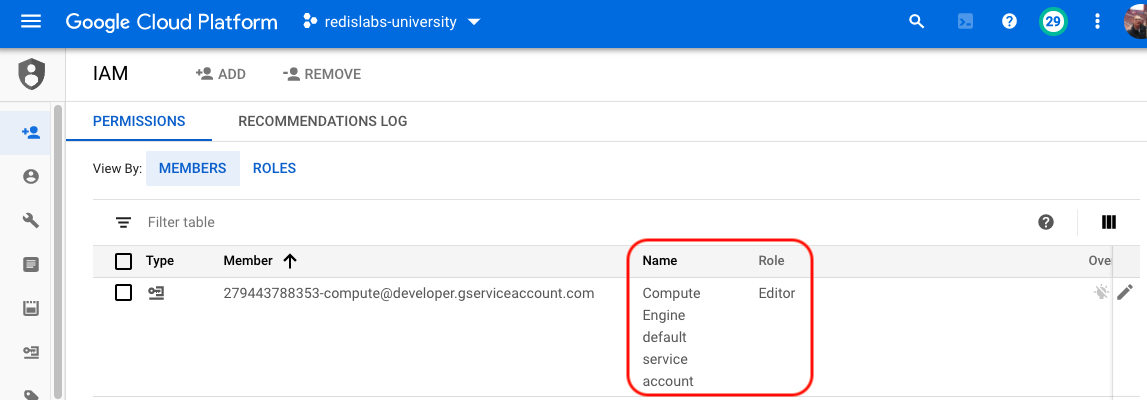 Google Cloud Platform redislabs-university 29
IAM ADD REMOVE
PERMISSIONS RECOMMENDATIONS LOG
View By: MEMBERS ROLES
Filter table
Type Member Name Role Ove
279443788353-compute@developer.gserviceaccount.com Compute Editor
Engine
default
service
account